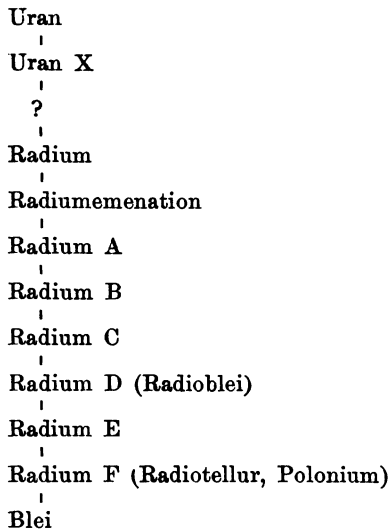 Uran
Uran X
?
Radium
Radiumemenation
Radium A
Radium B
Radium C
Radium D (Radioblei)
Radium E
Radium F (Radiotellur, Polonium)
Blei